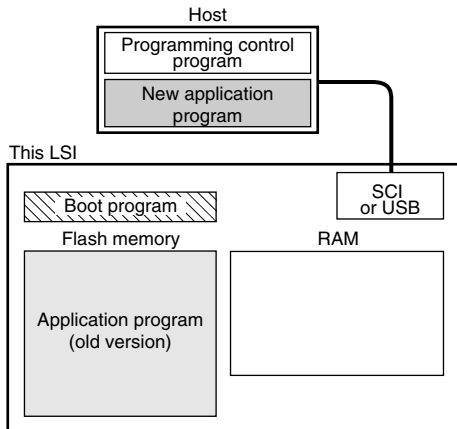 Host
Programming control
program
New application
program
This LSI
SCI
or USB
Boot program
Flash memory
RAM
Application program
(old version)